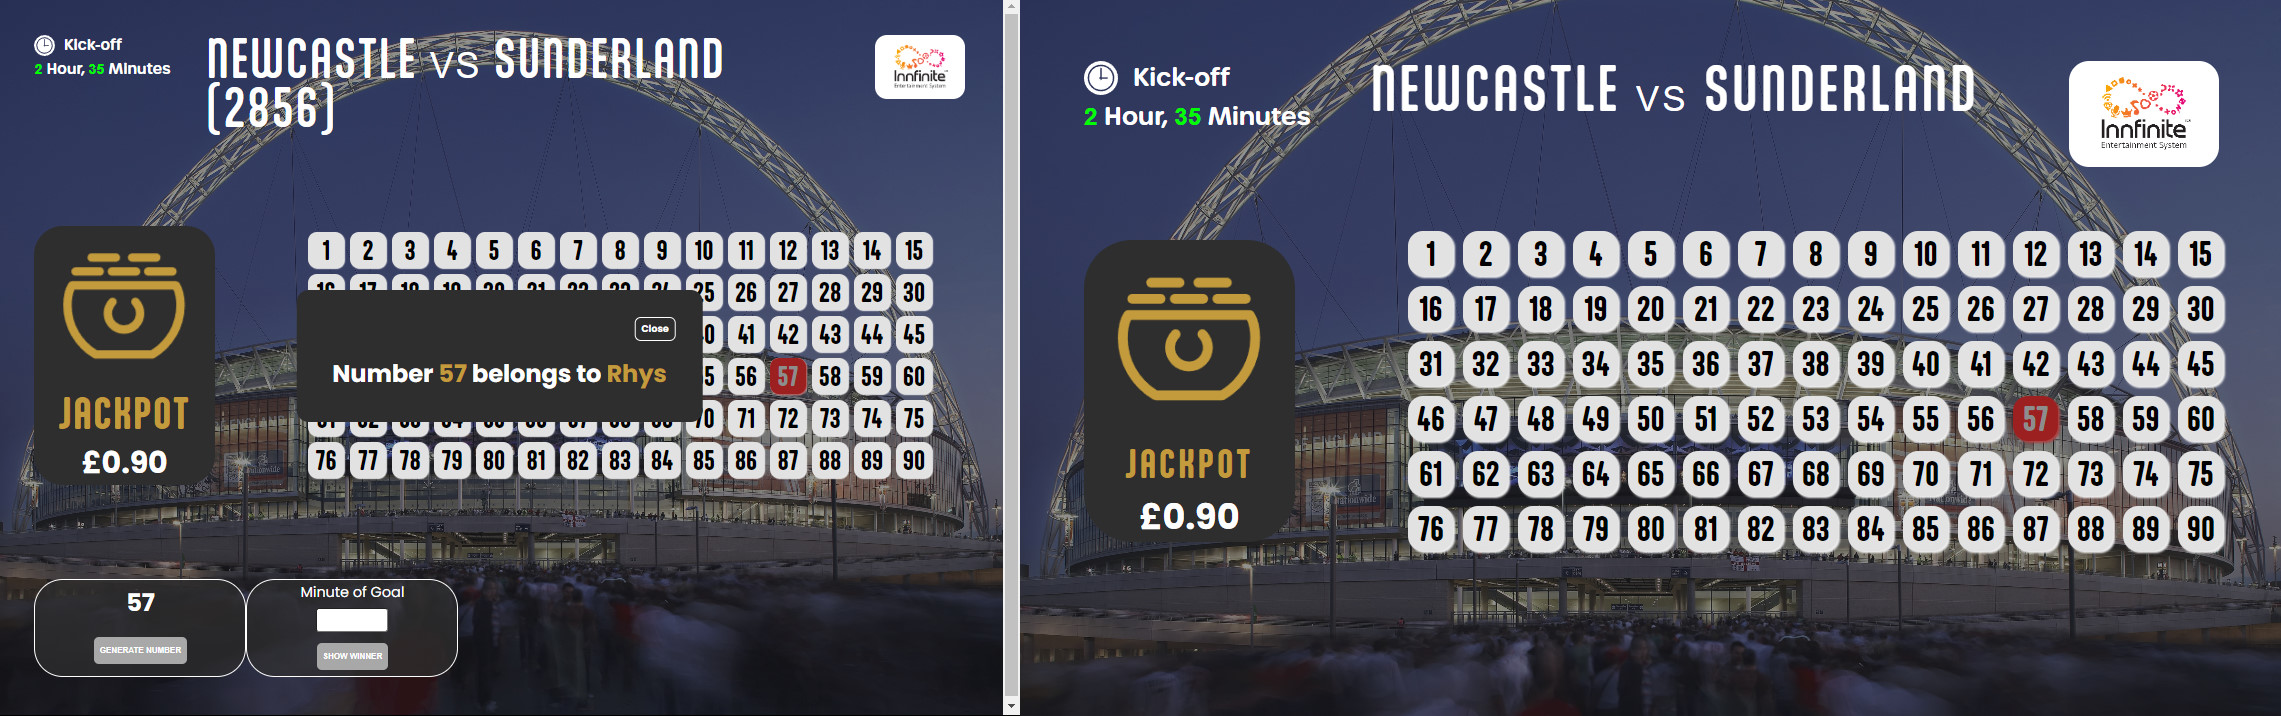 Kick-off
2 Hour, 35 Minutes
NEWCASTLE VS SUNDERLAND
(2856)
Innfinite
Entertainment System
JACKPOT
£0.90
1 2 3 4 5 6 7 8 9 10 11 12 13 14 15
25 26 27 28 29 30
41 42 43 44 45
56 57 58 59 60
70 71 72 73 74 75
76 77 78 79 80 81 82 83 84 85 86 87 88 89 90
Close
Number 57 belongs to Rhys
57
GENERATE NUMBER
Minute of Goal
SHOW WINNER
Kick-off
2 Hour, 35 Minutes
NEWCASTLE VS SUNDERLAND
Innfinite
Entertainment System
JACKPOT
£0.90
1 2 3 4 5 6 7 8 9 10 11 12 13 14 15
16 17 18 19 20 21 22 23 24 25 26 27 28 29 30
31 32 33 34 35 36 37 38 39 40 41 42 43 44 45
46 47 48 49 50 51 52 53 54 55 56 57 58 59 60
61 62 63 64 65 66 67 68 69 70 71 72 73 74 75
76 77 78 79 80 81 82 83 84 85 86 87 88 89 90